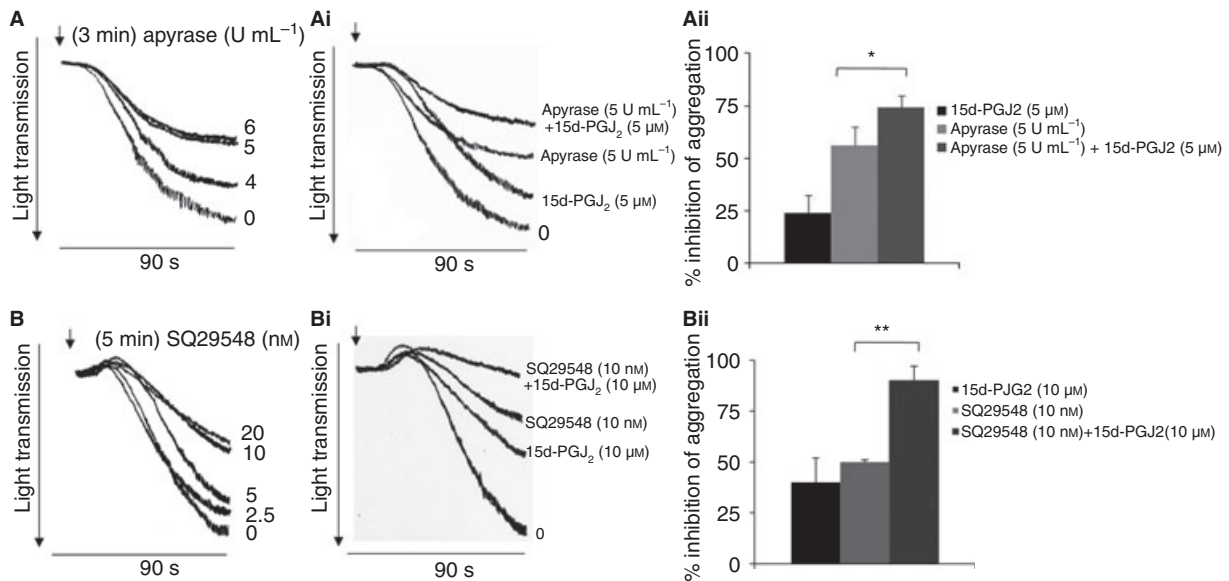 A
(3 min) apyrase (U mL⁻¹)
Light transmission
6
5
4
0
90 s
Ai
Light transmission
Apyrase (5 U mL⁻¹)
+15d-PGJ₂ (5 μM)
Apyrase (5 U mL⁻¹)
15d-PGJ₂ (5 μM)
0
90 s
Aii
% inhibition of aggregation
100
75
50
25
0
*
15d-PGJ2 (5 μM)
Apyrase (5 U mL⁻¹)
Apyrase (5 U mL⁻¹) + 15d-PGJ2 (5 μM)
B
(5 min) SQ29548 (nM)
Light transmission
20
10
5
2.5
0
90 s
Bi
Light transmission
SQ29548 (10 nM)
+15d-PGJ₂ (10 μM)
SQ29548 (10 nM)
15d-PGJ₂ (10 μM)
0
90 s
Bii
% inhibition of aggregation
100
75
50
25
0
**
15d-PJG2 (10 μM)
SQ29548 (10 nM)
SQ29548 (10 nM)+15d-PGJ2(10 μM)